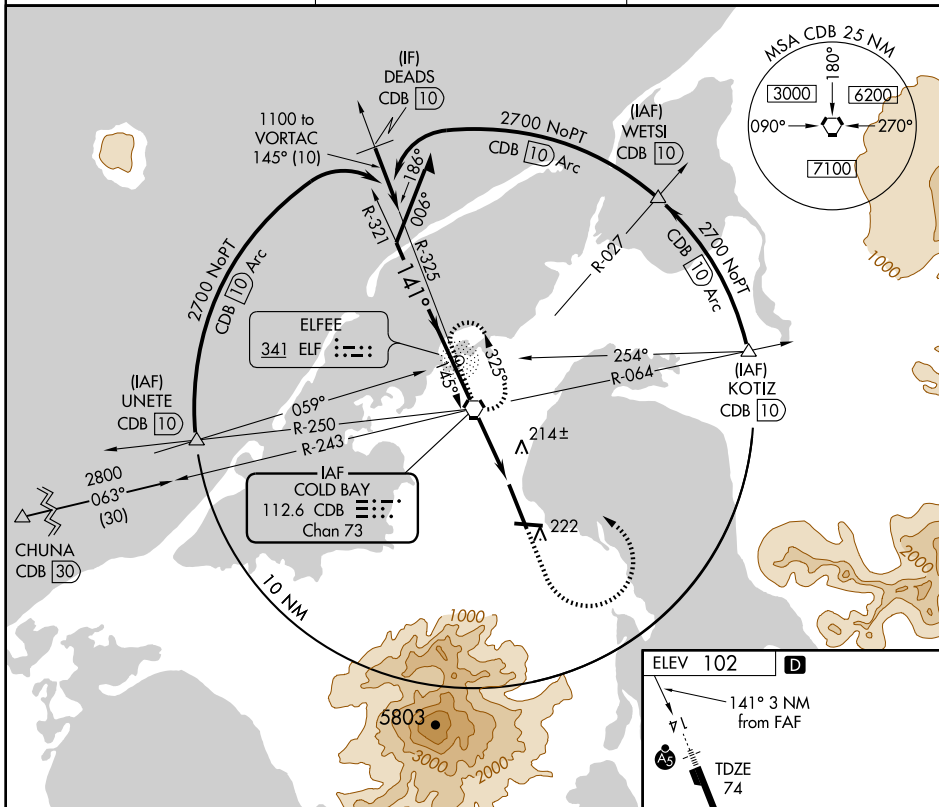 (IF)
DEADS
CDB 10
1100 to
VORTAC
145° (10)
2700 NoPT
CDB 10 Arc
(IAF)
WETSI
CDB 10
MSA CDB 25 NM
180°
3000
6200
090°
270°
7100
1000
186°
006°
R-321
R-325
141°
R-027
2700 NoPT
CDB 10 Arc
2700 NoPT
CDB 10 Arc
ELFEE
341 ELF
325°
145°
254°
R-064
(IAF)
KOTIZ
CDB 10
(IAF)
UNETE
CDB 10
059°
R-250
R-243
214±
2800
063°
(30)
IAF
COLD BAY
112.6 CDB
Chan 73
222
CHUNA
CDB 30
10 NM
2000
1000
5803
3000
2000
ELEV 102 D
141° 3 NM
from FAF
A5
TDZE
74